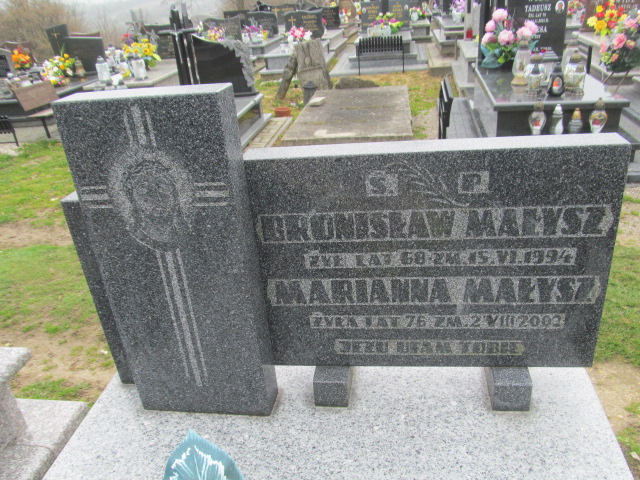 Ś. P.
BRONISŁAW MAŁYSZ
ŻYŁ LAT 68 ZM. 15.VI.1994
MARIANNA MAŁYSZ
ŻYŁA LAT 76 ZM. 2 VIII 2003
JEZU UFAM TOBIE
TADEUSZ